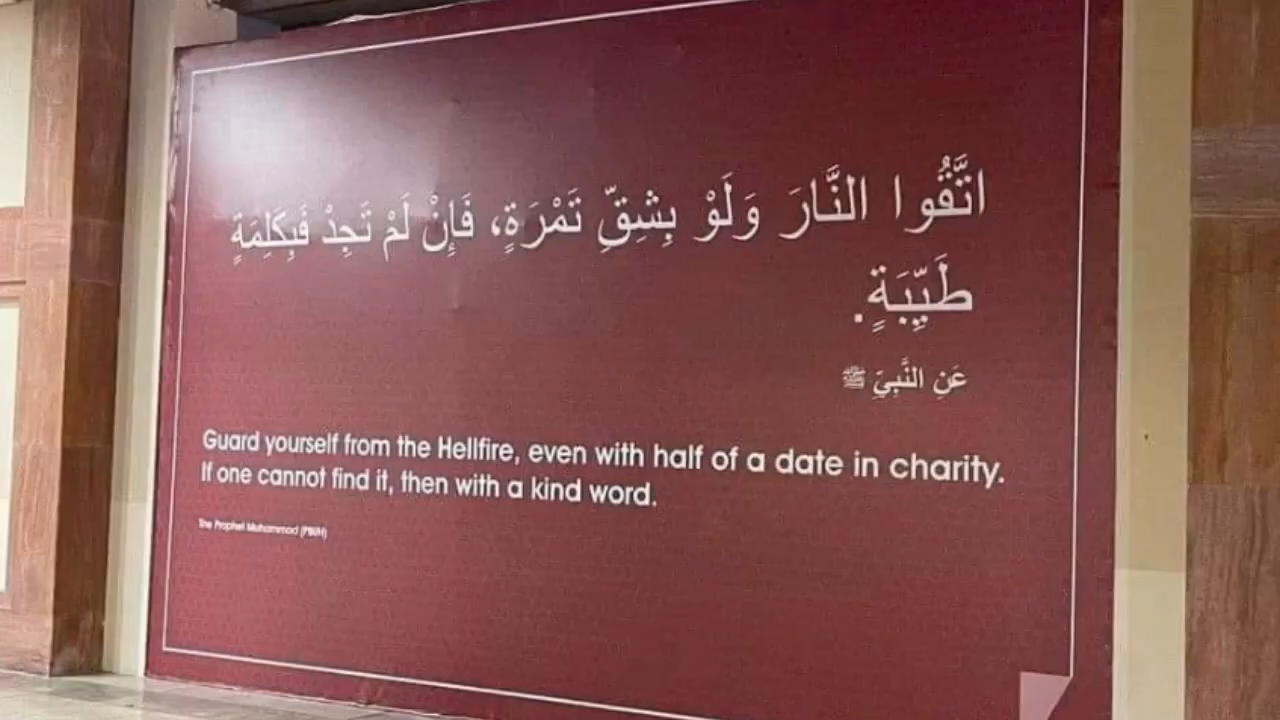 اتَّقُوا النَّارَ وَلَوْ بِشِقِّ تَمْرَةٍ، فَإِنْ لَمْ تَجِدْ فَبِكَلِمَةٍ
طَيِّبَةٍ.
عَنِ النَّبِيِّ ﷺ
Guard yourself from the Hellfire, even with half of a date in charity.
If one cannot find it, then with a kind word.
The Prophet Muhammad (PBUH)